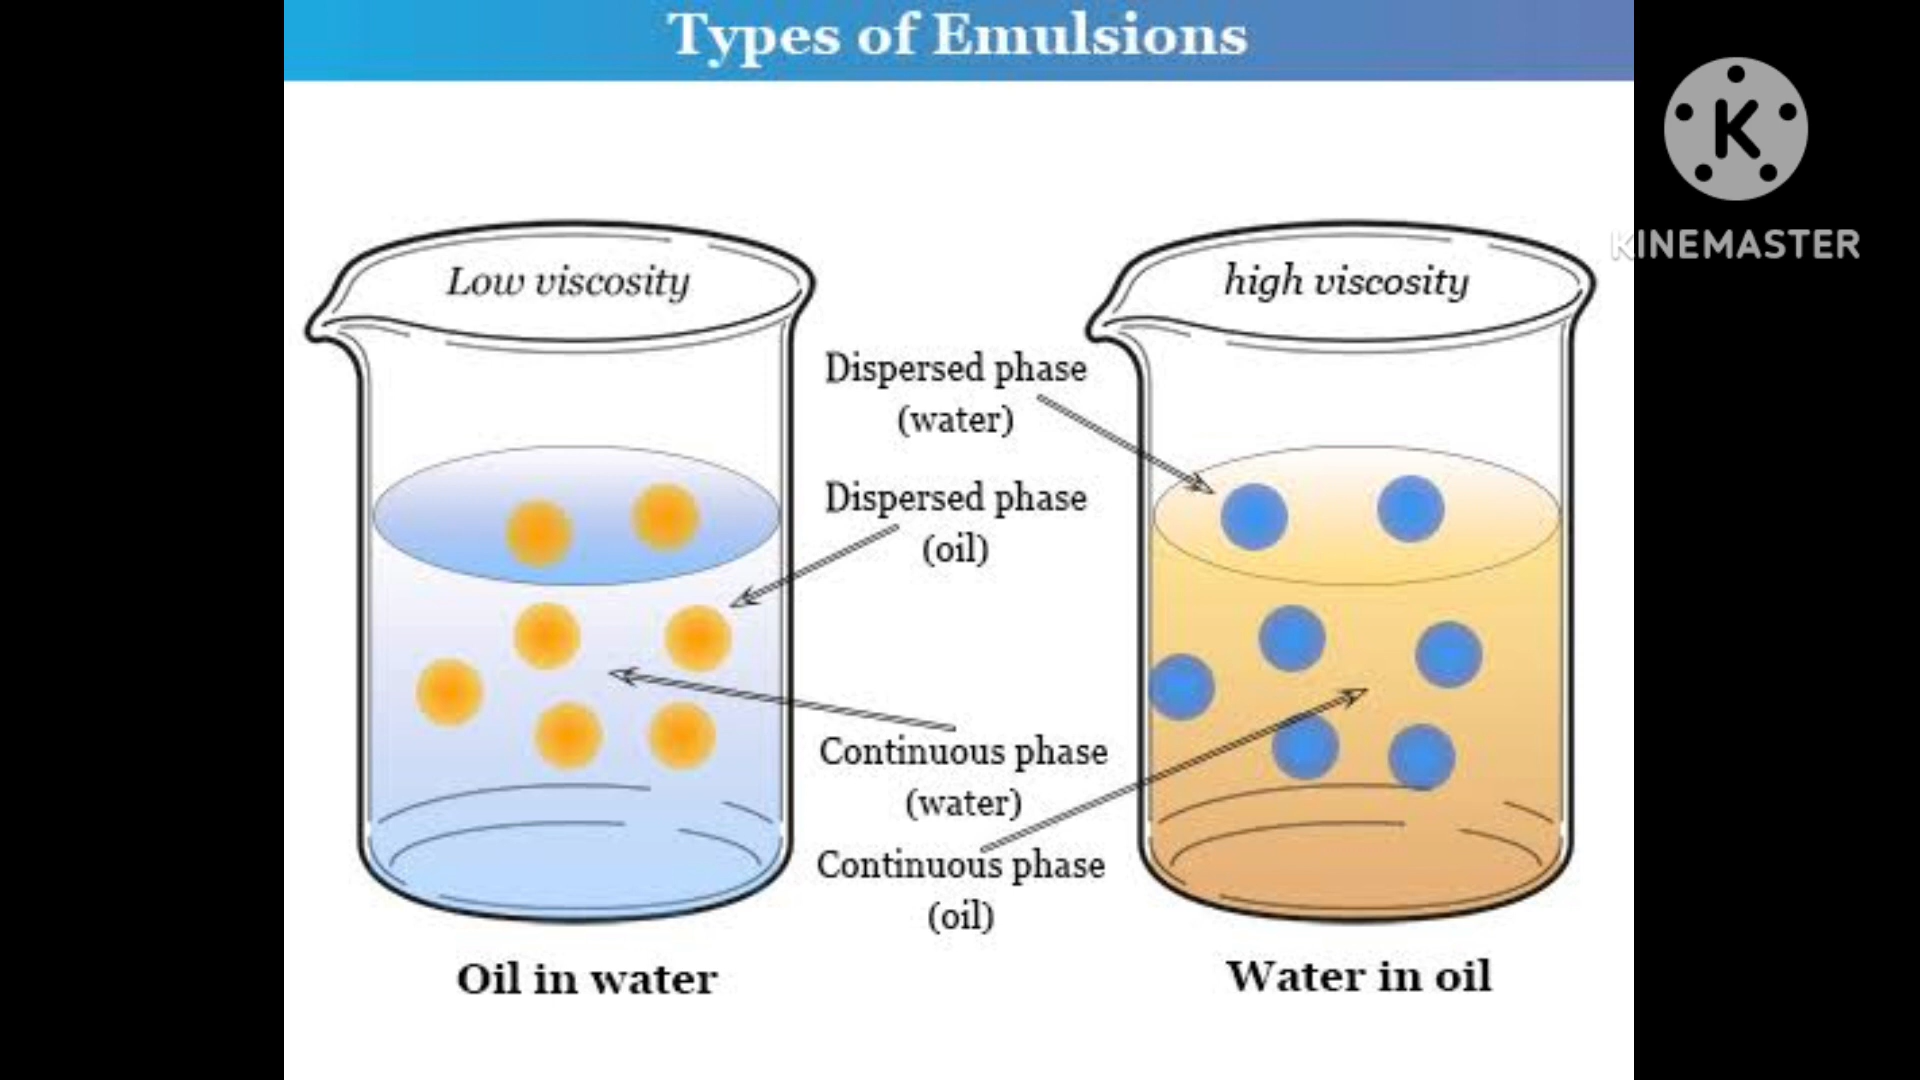 Types of Emulsions
K
KINEMASTER
Low viscosity
high viscosity
Dispersed phase
(water)
Dispersed phase
(oil)
Continuous phase
(water)
Continuous phase
(oil)
Oil in water
Water in oil